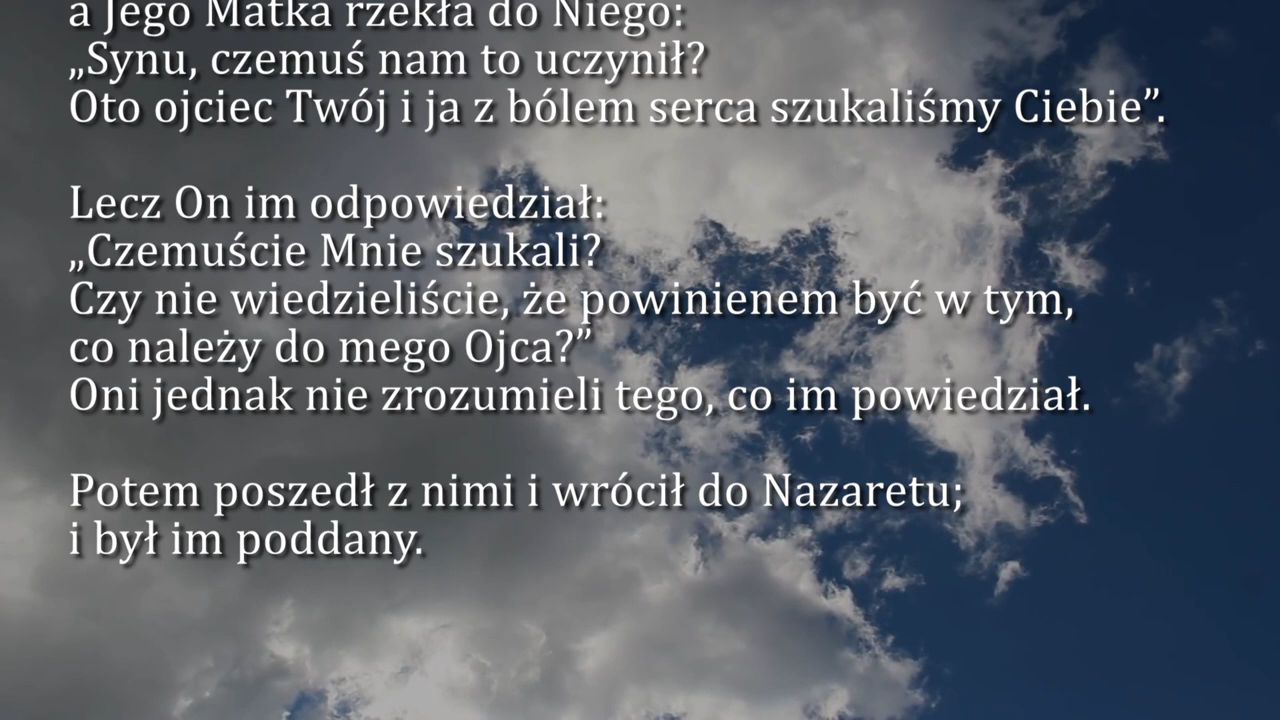 a Jego Matka rzekła do Niego:
„Synu, czemuś nam to uczynił?
Oto ojciec Twój i ja z bólem serca szukaliśmy Ciebie”.
Lecz On im odpowiedział:
„Czemuście Mnie szukali?
Czy nie wiedzieliście, że powinienem być w tym,
co należy do mego Ojca?”
Oni jednak nie zrozumieli tego, co im powiedział.
Potem poszedł z nimi i wrócił do Nazaretu;
i był im poddany.